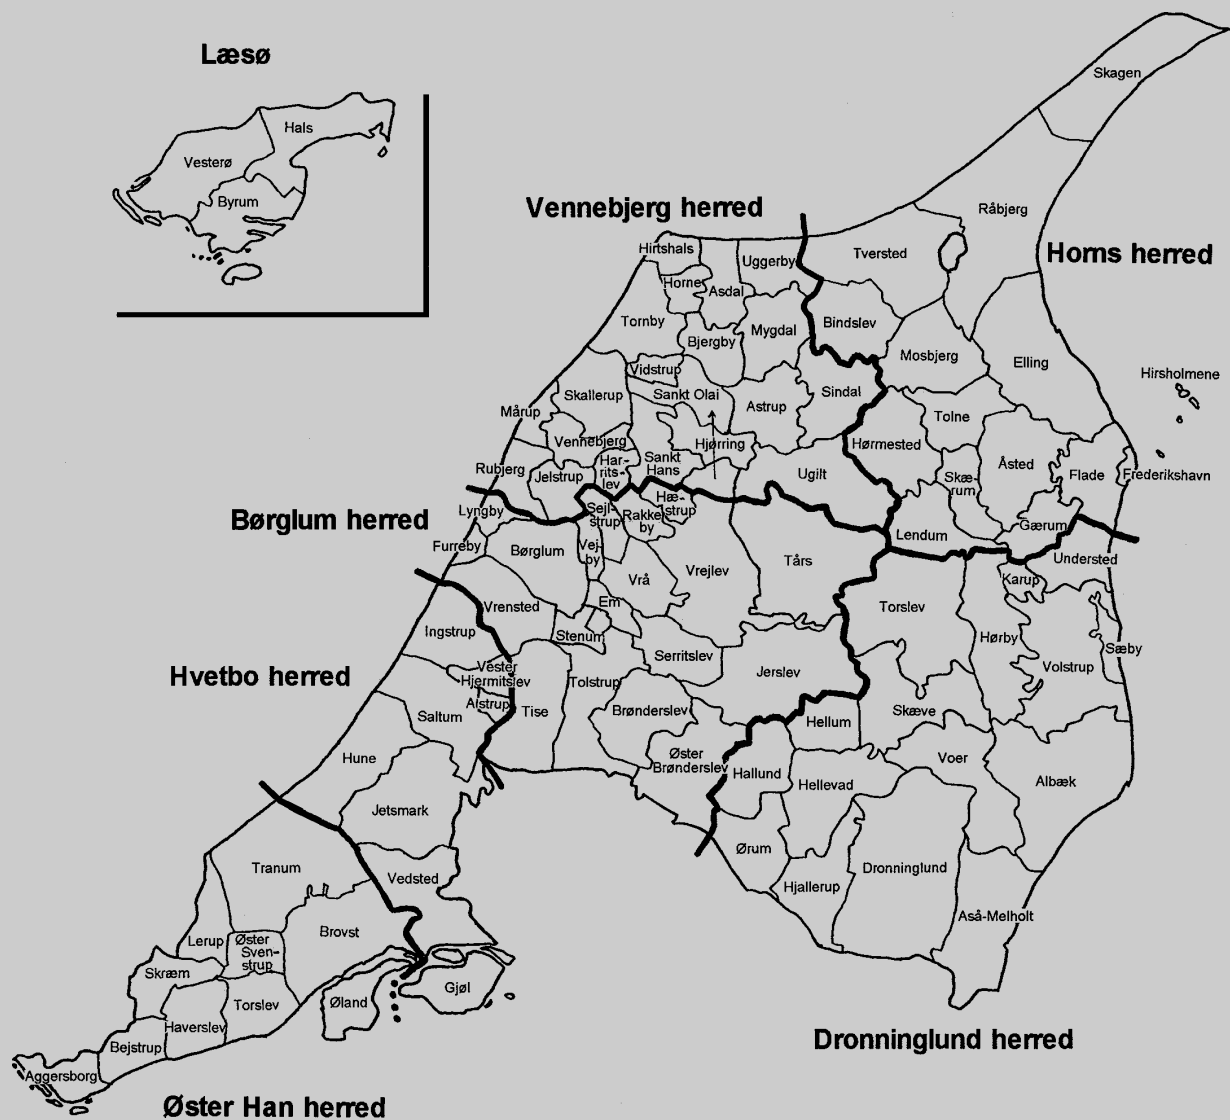 Læsø
Hals
Vesterø
Byrum
Skagen
Vennebjerg herred
Råbjerg
Horns herred
Hirtshals
Uggerby
Tversted
Horne
Asdal
Tornby
Mygdal
Bindslev
Bjergby
Mosbjerg
Elling
Vidstrup
Hirsholmene
Skallerup
Sankt Olai
Astrup
Sindal
Mårup
Tolne
Vennebjerg
Hjørring
Hørmested
Rubjerg
Jelstrup
Har-
rits-
lev
Sankt
Hans
Ugilt
Skæ-
rum
Åsted
Flade
Frederikshavn
Børglum herred
Lyngby
Sejl-
strup
Rakke-
by
Hæ-
strup
Lendum
Gærum
Furreby
Børglum
Vej-
by
Understed
Vrå
Vrejlev
Tårs
Karup
Vrensted
Em
Torslev
Ingstrup
Stenum
Hørby
Sæby
Serritslev
Volstrup
Hvetbo herred
Vester
Hjermitslev
Tolstrup
Jerslev
Alstrup
Saltum
Tise
Brønderslev
Hellum
Skæve
Hune
Øster
Brønderslev
Hallund
Hellevad
Voer
Albæk
Jetsmark
Ørum
Tranum
Vedsted
Dronninglund
Hjallerup
Aså-Melholt
Brovst
Lerup
Øster
Sven-
strup
Skræm
Gjøl
Øland
Torslev
Haverslev
Bejstrup
Aggersborg
Dronninglund herred
Øster Han herred